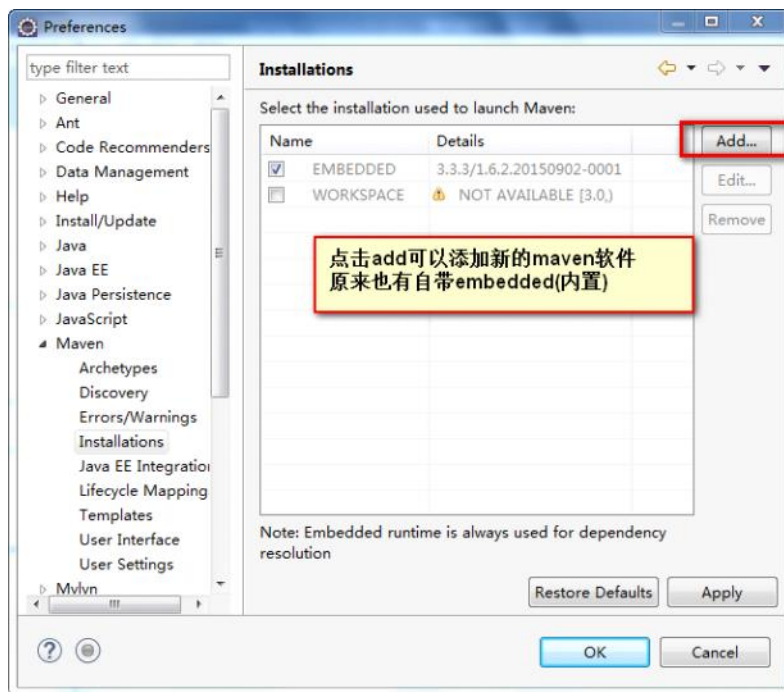 Preferences
type filter text
General
Ant
Code Recommenders
Data Management
Help
Install/Update
Java
Java EE
Java Persistence
JavaScript
Maven
Archetypes
Discovery
Errors/Warnings
Installations
Java EE Integratio
Lifecycle Mapping
Templates
User Interface
User Settings
Mylyn
Installations
Select the installation used to launch Maven:
Name Details
EMBEDDED 3.3.3/1.6.2.20150902-0001
WORKSPACE NOT AVAILABLE [3.0,)
Add...
Edit...
Remove
点击add可以添加新的maven软件
原来也有自带embedded(内置)
Note: Embedded runtime is always used for dependency
resolution
Restore Defaults Apply
OK Cancel